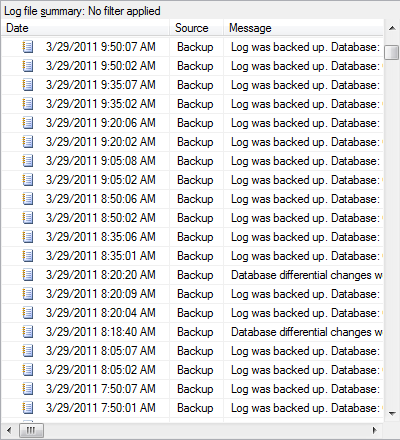 Log file summary: No filter applied
Date Source Message
3/29/2011 9:50:07 AM Backup Log was backed up. Database:
3/29/2011 9:50:02 AM Backup Log was backed up. Database:
3/29/2011 9:35:07 AM Backup Log was backed up. Database:
3/29/2011 9:35:02 AM Backup Log was backed up. Database:
3/29/2011 9:20:06 AM Backup Log was backed up. Database:
3/29/2011 9:20:02 AM Backup Log was backed up. Database:
3/29/2011 9:05:08 AM Backup Log was backed up. Database:
3/29/2011 9:05:02 AM Backup Log was backed up. Database:
3/29/2011 8:50:06 AM Backup Log was backed up. Database:
3/29/2011 8:50:02 AM Backup Log was backed up. Database:
3/29/2011 8:35:06 AM Backup Log was backed up. Database:
3/29/2011 8:35:01 AM Backup Log was backed up. Database:
3/29/2011 8:20:20 AM Backup Database differential changes w
3/29/2011 8:20:09 AM Backup Log was backed up. Database:
3/29/2011 8:20:04 AM Backup Log was backed up. Database:
3/29/2011 8:18:40 AM Backup Database differential changes w
3/29/2011 8:05:07 AM Backup Log was backed up. Database:
3/29/2011 8:05:02 AM Backup Log was backed up. Database:
3/29/2011 7:50:07 AM Backup Log was backed up. Database:
3/29/2011 7:50:01 AM Backup Log was backed up. Database: